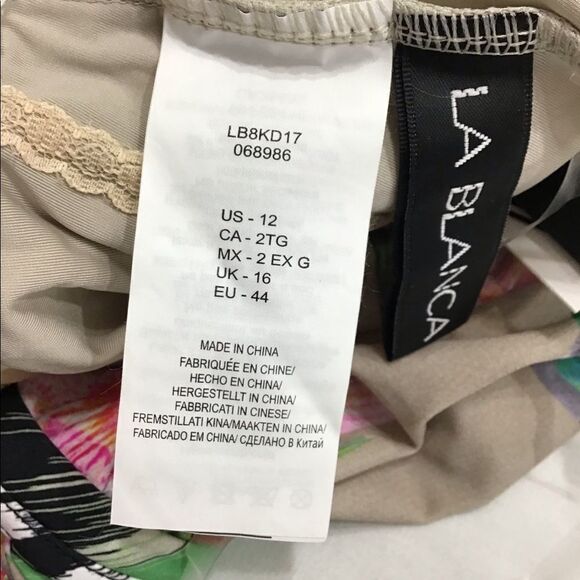 LB8KD17
068986
US - 12
CA - 2TG
MX - 2 EX G
UK - 16
EU - 44
MADE IN CHINA
FABRIQUÉE EN CHINE/
HECHO EN CHINA/
HERGESTELLT IN CHINA/
FABBRICATI IN CINESE/
FREMSTILLATI KINA/MAAKTEN IN CHINA/
FABRICADO EM CHINA/ СДЕЛАНО В Китай
LA BLANCA